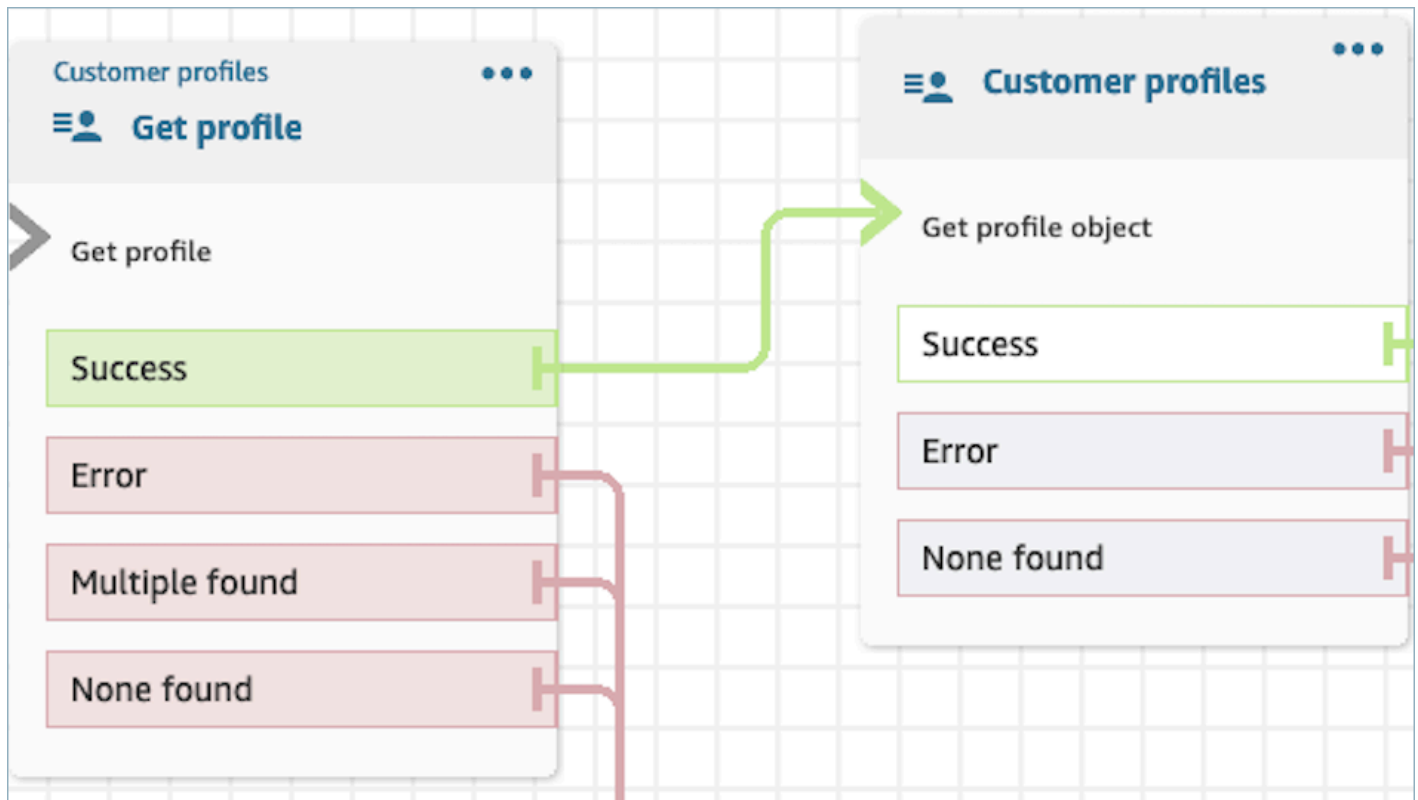 Customer profiles
Get profile
Get profile
Success
Error
Multiple found
None found
Customer profiles
Get profile object
Success
Error
None found